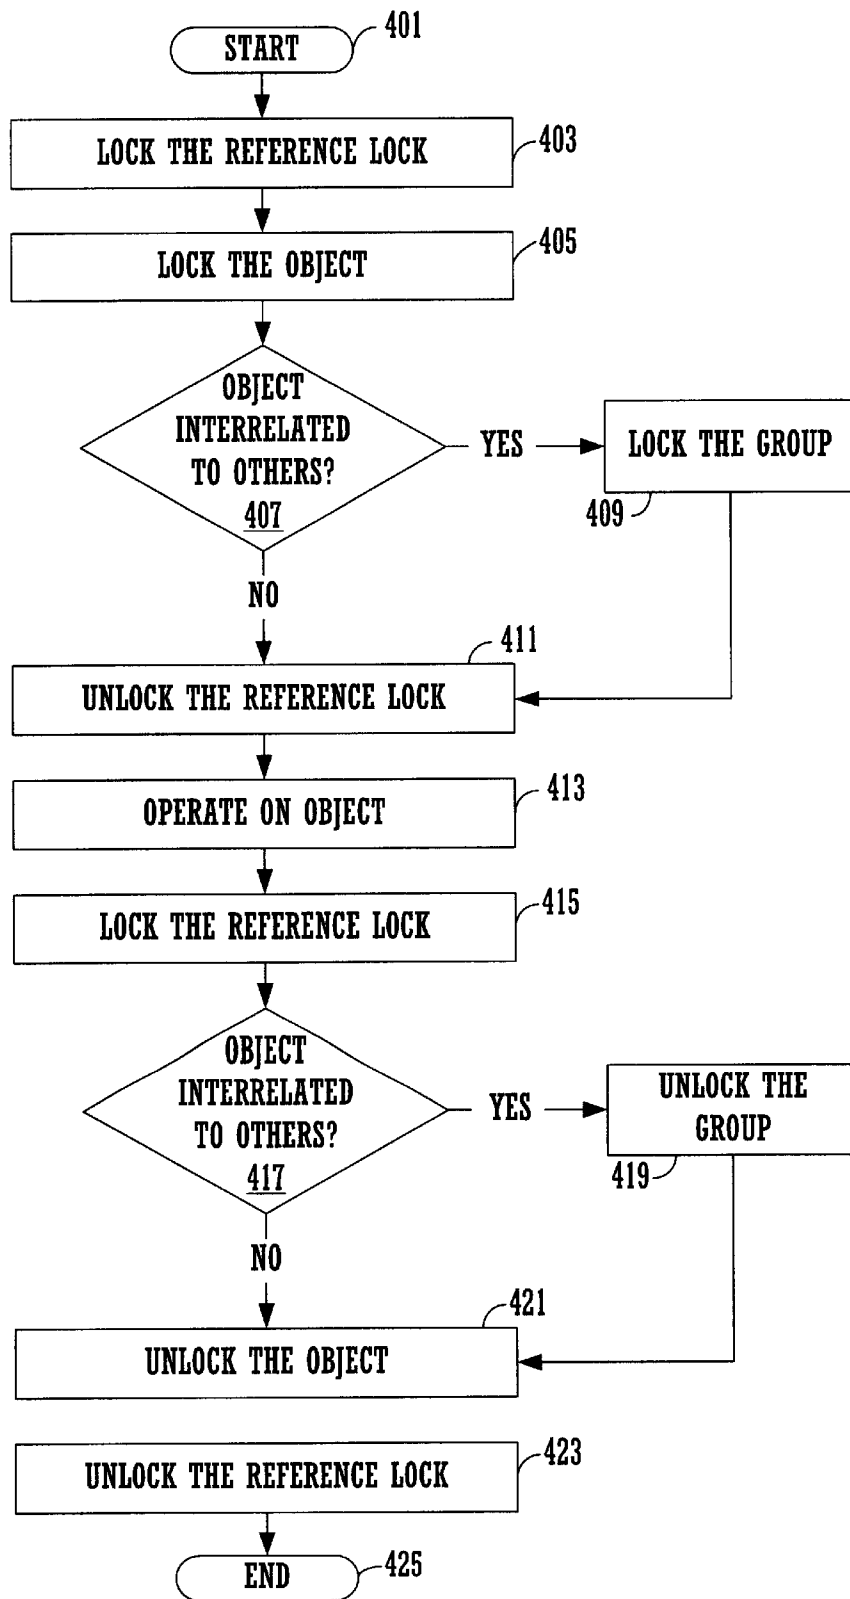 START
401
LOCK THE REFERENCE LOCK
403
LOCK THE OBJECT
405
OBJECT
INTERRELATED
TO OTHERS?
407
YES
LOCK THE GROUP
409
NO
411
UNLOCK THE REFERENCE LOCK
OPERATE ON OBJECT
413
LOCK THE REFERENCE LOCK
415
OBJECT
INTERRELATED
TO OTHERS?
417
YES
UNLOCK THE
GROUP
419
NO
421
UNLOCK THE OBJECT
UNLOCK THE REFERENCE LOCK
423
END
425